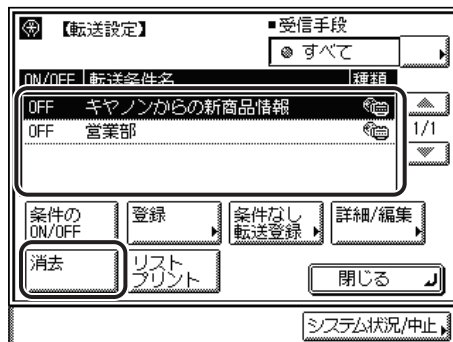 【転送設定】
■受信手段
すべて
ON/OFF 転送条件名 種類
OFF キヤノンからの新商品情報
OFF 営業部
1/1
条件の
ON/OFF
登録
条件なし
転送登録
詳細/編集
消去
リスト
プリント
閉じる
システム状況/中止